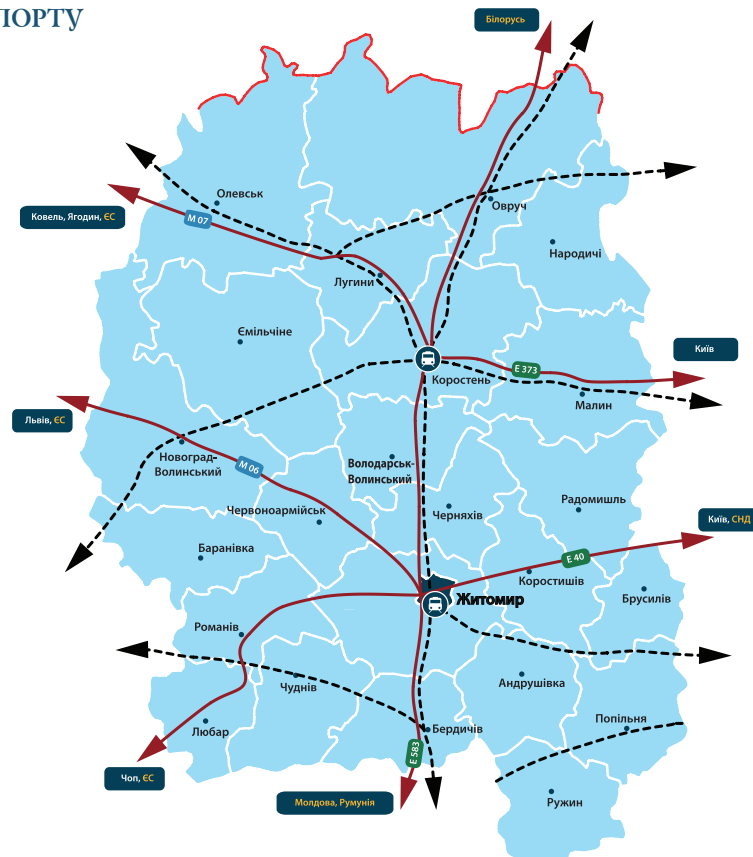 ПОРТУ
Білорусь
Олевськ
Овруч
Ковель, Ягодин, ЄС
М 07
Народичі
Лугини
Ємільчіне
Київ
Е 373
Коростень
Малин
Львів, ЄС
Новоград-
Волинський
М 06
Володарськ-
Волинський
Радомишль
Червоноармійськ
Черняхів
Київ, СНД
Баранівка
Е 40
Коростишів
Брусилів
Житомир
Романів
Чуднів
Андрушівка
Любар
Бердичів
Попільня
Е 583
Чоп, ЄС
Молдова, Румунія
Ружин